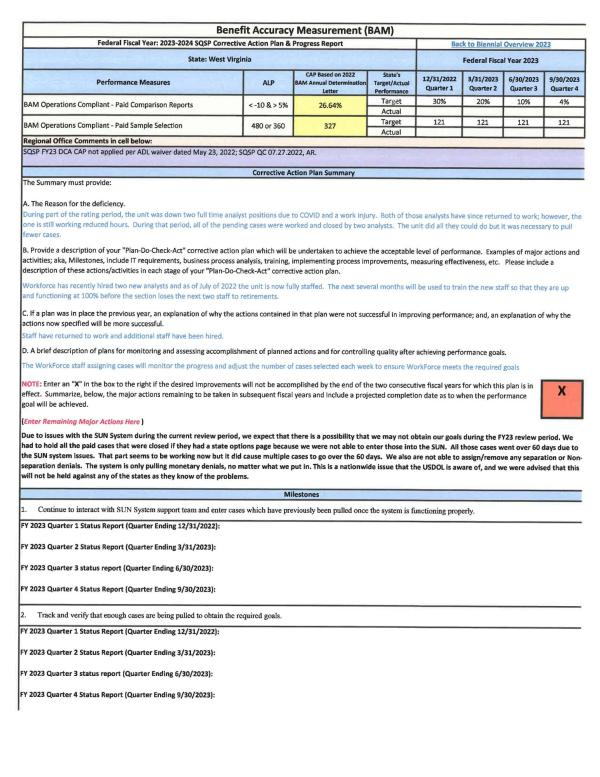 Benefit Accuracy Measurement (BAM)
Federal Fiscal Year: 2023-2024 SQSP Corrective Action Plan & Progress Report
Back to Biennial Overview 2023
State: West Virginia
Federal Fiscal Year 2023
Performance Measures
ALP
CAP Based on 2022 BAM Annual Determination Letter
State's Target/Actual Performance
12/31/2022 Quarter 1
3/31/2023 Quarter 2
6/30/2023 Quarter 3
9/30/2023 Quarter 4
BAM Operations Compliant - Paid Comparison Reports
< -10 & > 5%
26.64%
Target 30% 20% 10% 4%
Actual
BAM Operations Compliant - Paid Sample Selection
480 or 360
327
Target 121 121 121 121
Actual
Regional Office Comments in cell below:
SQSP FY23 DCA CAP not applied per ADL waiver dated May 23, 2022; SQSP QC 07.27.2022, AR.
Corrective Action Plan Summary
The Summary must provide:
A. The Reason for the deficiency.
During part of the rating period, the unit was down two full time analyst positions due to COVID and a work injury. Both of those analysts have since returned to work; however, the
one is still working reduced hours. During that period, all of the pending cases were worked and closed by two analysts. The unit did all they could do but it was necessary to pull
fewer cases.
B. Provide a description of your "Plan-Do-Check-Act" corrective action plan which will be undertaken to achieve the acceptable level of performance. Examples of major actions and
activities; aka, Milestones, include IT requirements, business process analysis, training, implementing process improvements, measuring effectiveness, etc. Please include a
description of these actions/activities in each stage of your "Plan-Do-Check-Act" corrective action plan.
Workforce has recently hired two new analysts and as of July of 2022 the unit is now fully staffed. The next several months will be used to train the new staff so that they are up
and functioning at 100% before the section loses the next two staff to retirements.
C. If a plan was in place the previous year, an explanation of why the actions contained in that plan were not successful in improving performance; and, an explanation of why the
actions now specified will be more successful.
Staff have returned to work and additional staff have been hired.
D. A brief description of plans for monitoring and assessing accomplishment of planned actions and for controlling quality after achieving performance goals.
The WorkForce staff assigning cases will monitor the progress and adjust the number of cases selected each week to ensure WorkForce meets the required goals
NOTE: Enter an "X" in the box to the right if the desired improvements will not be accomplished by the end of the two consecutive fiscal years for which this plan is in
effect. Summarize, below, the major actions remaining to be taken in subsequent fiscal years and include a projected completion date as to when the performance
goal will be achieved.
X
(Enter Remaining Major Actions Here )
Due to issues with the SUN System during the current review period, we expect that there is a possibility that we may not obtain our goals during the FY23 review period. We
had to hold all the paid cases that were closed if they had a state options page because we were not able to enter those into the SUN. All those cases went over 60 days due to
the SUN system issues. That part seems to be working now but it did cause multiple cases to go over the 60 days. We also are not able to assign/remove any separation or Non-
separation denials. The system is only pulling monetary denials, no matter what we put in. This is a nationwide issue that the USDOL is aware of, and we were advised that this
will not be held against any of the states as they know of the problems.
Milestones
1. Continue to interact with SUN System support team and enter cases which have previously been pulled once the system is functioning properly.
FY 2023 Quarter 1 Status Report (Quarter Ending 12/31/2022):
FY 2023 Quarter 2 Status Report (Quarter Ending 3/31/2023):
FY 2023 Quarter 3 status report (Quarter Ending 6/30/2023):
FY 2023 Quarter 4 Status Report (Quarter Ending 9/30/2023):
2. Track and verify that enough cases are being pulled to obtain the required goals.
FY 2023 Quarter 1 Status Report (Quarter Ending 12/31/2022):
FY 2023 Quarter 2 Status Report (Quarter Ending 3/31/2023):
FY 2023 Quarter 3 status report (Quarter Ending 6/30/2023):
FY 2023 Quarter 4 Status Report (Quarter Ending 9/30/2023):